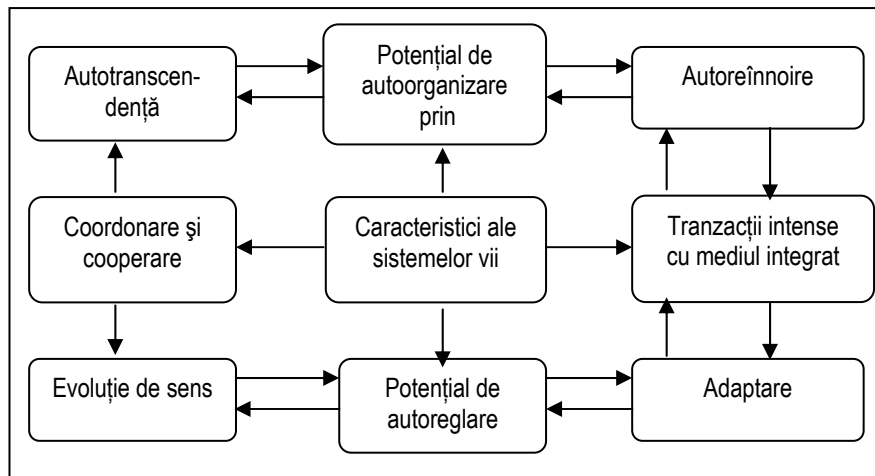 Autotranscen-
dență
Potențial de
autoorganizare
prin
Autoreînnoire
Coordonare şi
cooperare
Caracteristici ale
sistemelor vii
Tranzacții intense
cu mediul integrat
Evoluție de sens
Potențial de
autoreglare
Adaptare